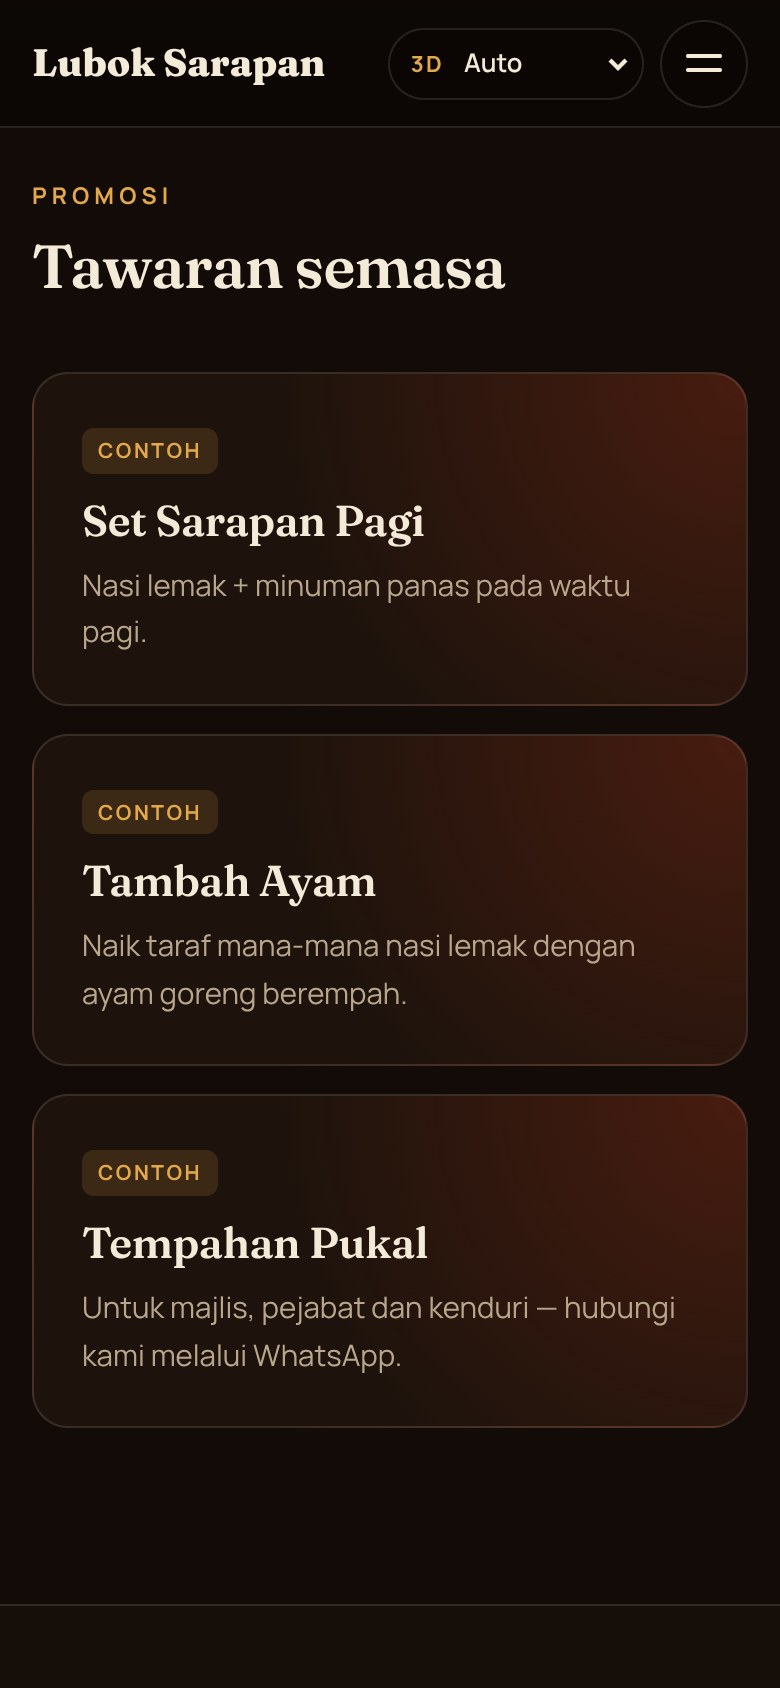 Lubok Sarapan
3D Auto
PROMOSI
Tawaran semasa
CONTOH
Set Sarapan Pagi
Nasi lemak + minuman panas pada waktu
pagi.
CONTOH
Tambah Ayam
Naik taraf mana-mana nasi lemak dengan
ayam goreng berempah.
CONTOH
Tempahan Pukal
Untuk majlis, pejabat dan kenduri — hubungi
kami melalui WhatsApp.